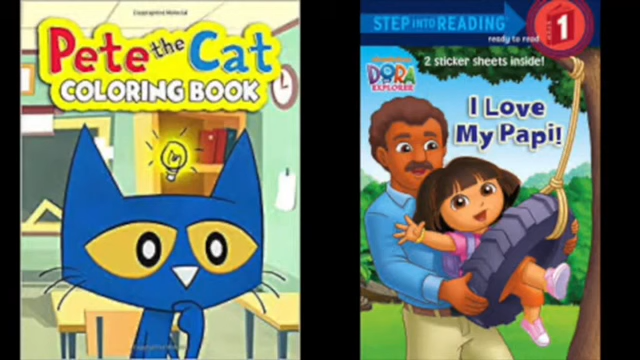 Pete the Cat
COLORING BOOK
STEP INTO READING
1
ready to read
2 sticker sheets inside!
DORA
EXPLORER
I Love
My Papi!